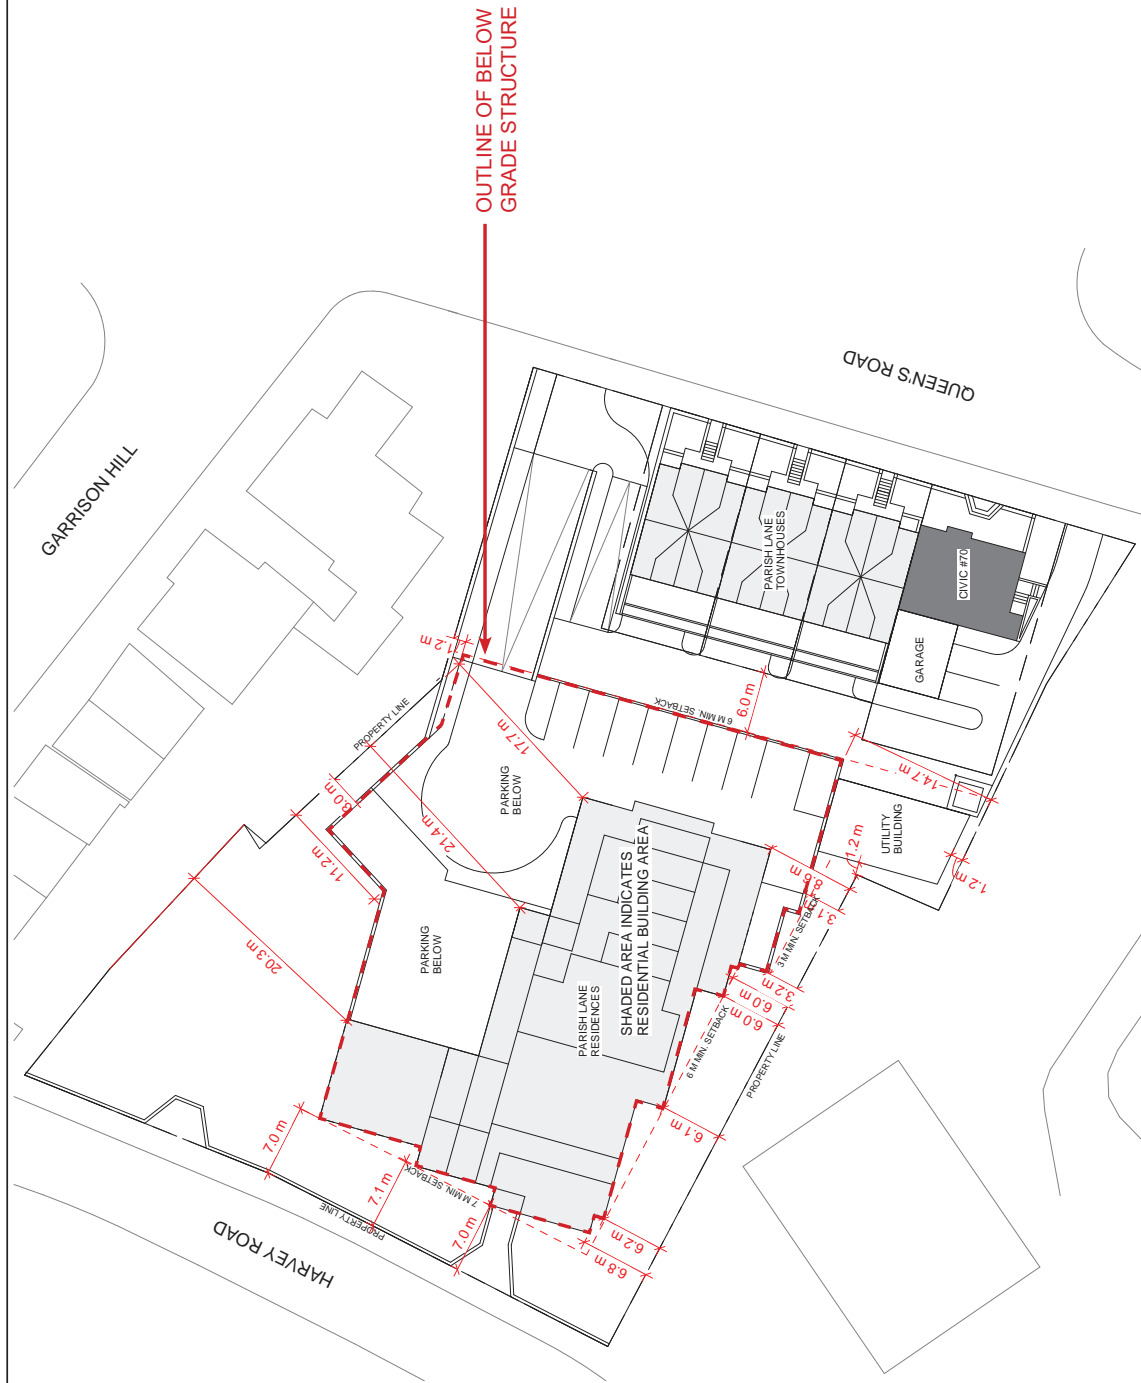 OUTLINE OF BELOW
GRADE STRUCTURE
GARRISON HILL
QUEEN'S ROAD
PARISH LANE
TOWNHOUSES
CIVIC #70
GARAGE
1.2 m
PROPERTY LINE
6 M MIN. SETBACK
6.0 m
17.7 m
8.0 m
PARKING
BELOW
21.4 m
11.2 m
14.7 m
UTILITY
BUILDING
1.2 m
1.2 m
8.6 m
3.1
3 M MIN. SETBACK
3.2 m
6.0 m
6.0 m
SHADED AREA INDICATES
RESIDENTIAL BUILDING AREA
PARKING
BELOW
20.3 m
PARISH LANE
RESIDENCES
6 M MIN. SETBACK
PROPERTY LINE
6.1 m
7.0 m
7.1 m
7 M MIN. SETBACK
PROPERTY LINE
7.0 m
6.2 m
6.8 m
HARVEY ROAD